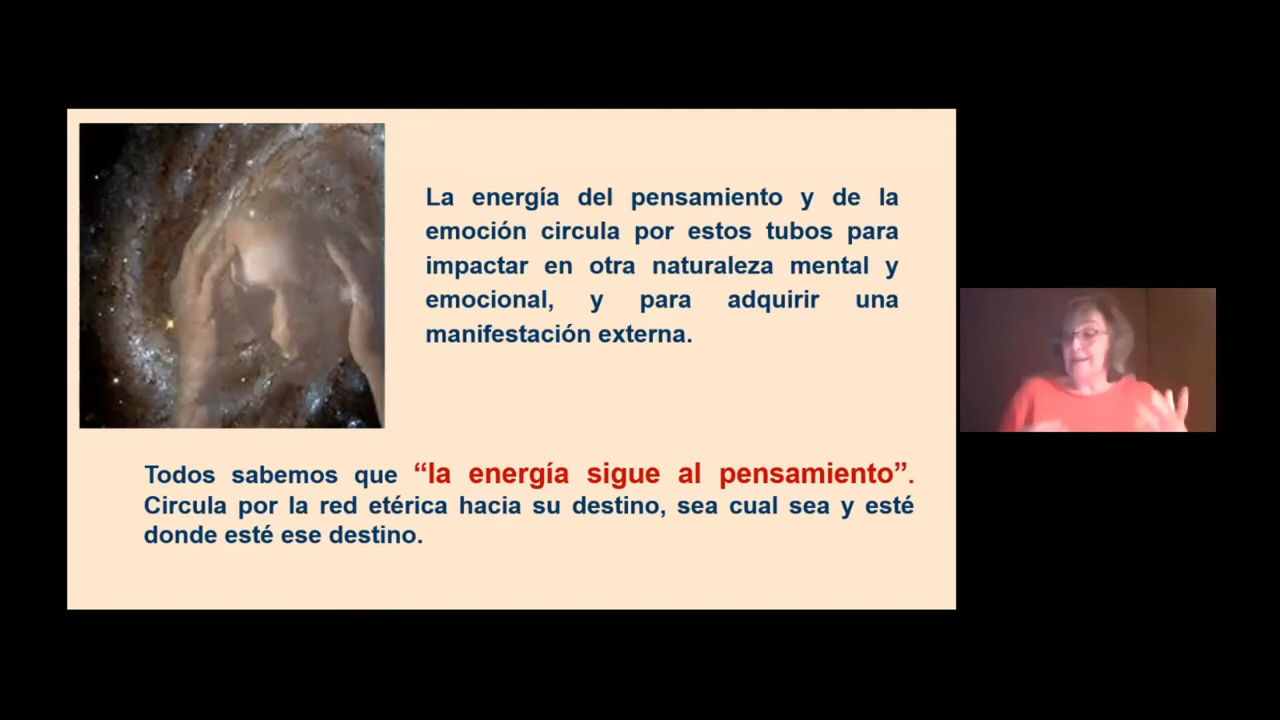 La energía del pensamiento y de la
emoción circula por estos tubos para
impactar en otra naturaleza mental y
emocional, y para adquirir una
manifestación externa.
Todos sabemos que “la energía sigue al pensamiento”.
Circula por la red etérica hacia su destino, sea cual sea y esté
donde esté ese destino.